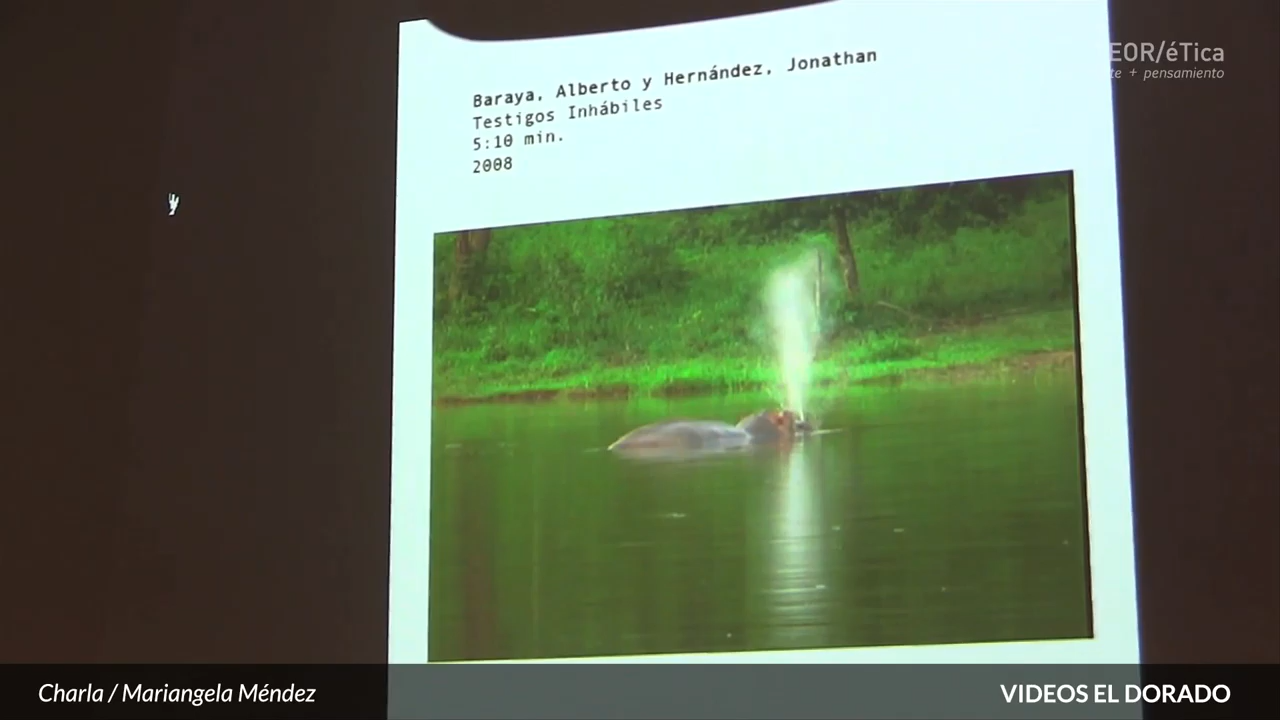 EOR/éTica
te + pensamiento
Baraya, Alberto y Hernández, Jonathan
Testigos Inhábiles
5:10 min.
2008
Charla / Mariangela Méndez
VIDEOS EL DORADO